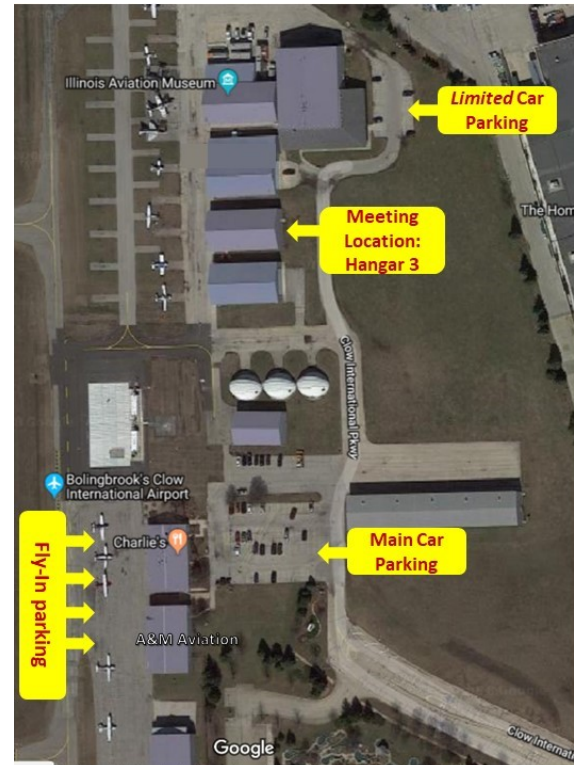 Illinois Aviation Museum
Limited Car
Parking
The Hom
Meeting
Location:
Hangar 3
Clow International Pkwy
Bolingbrook's Clow
International Airport
Charlie's
Main Car
Parking
Fly-In parking
A&M Aviation
Google
Clow Internati